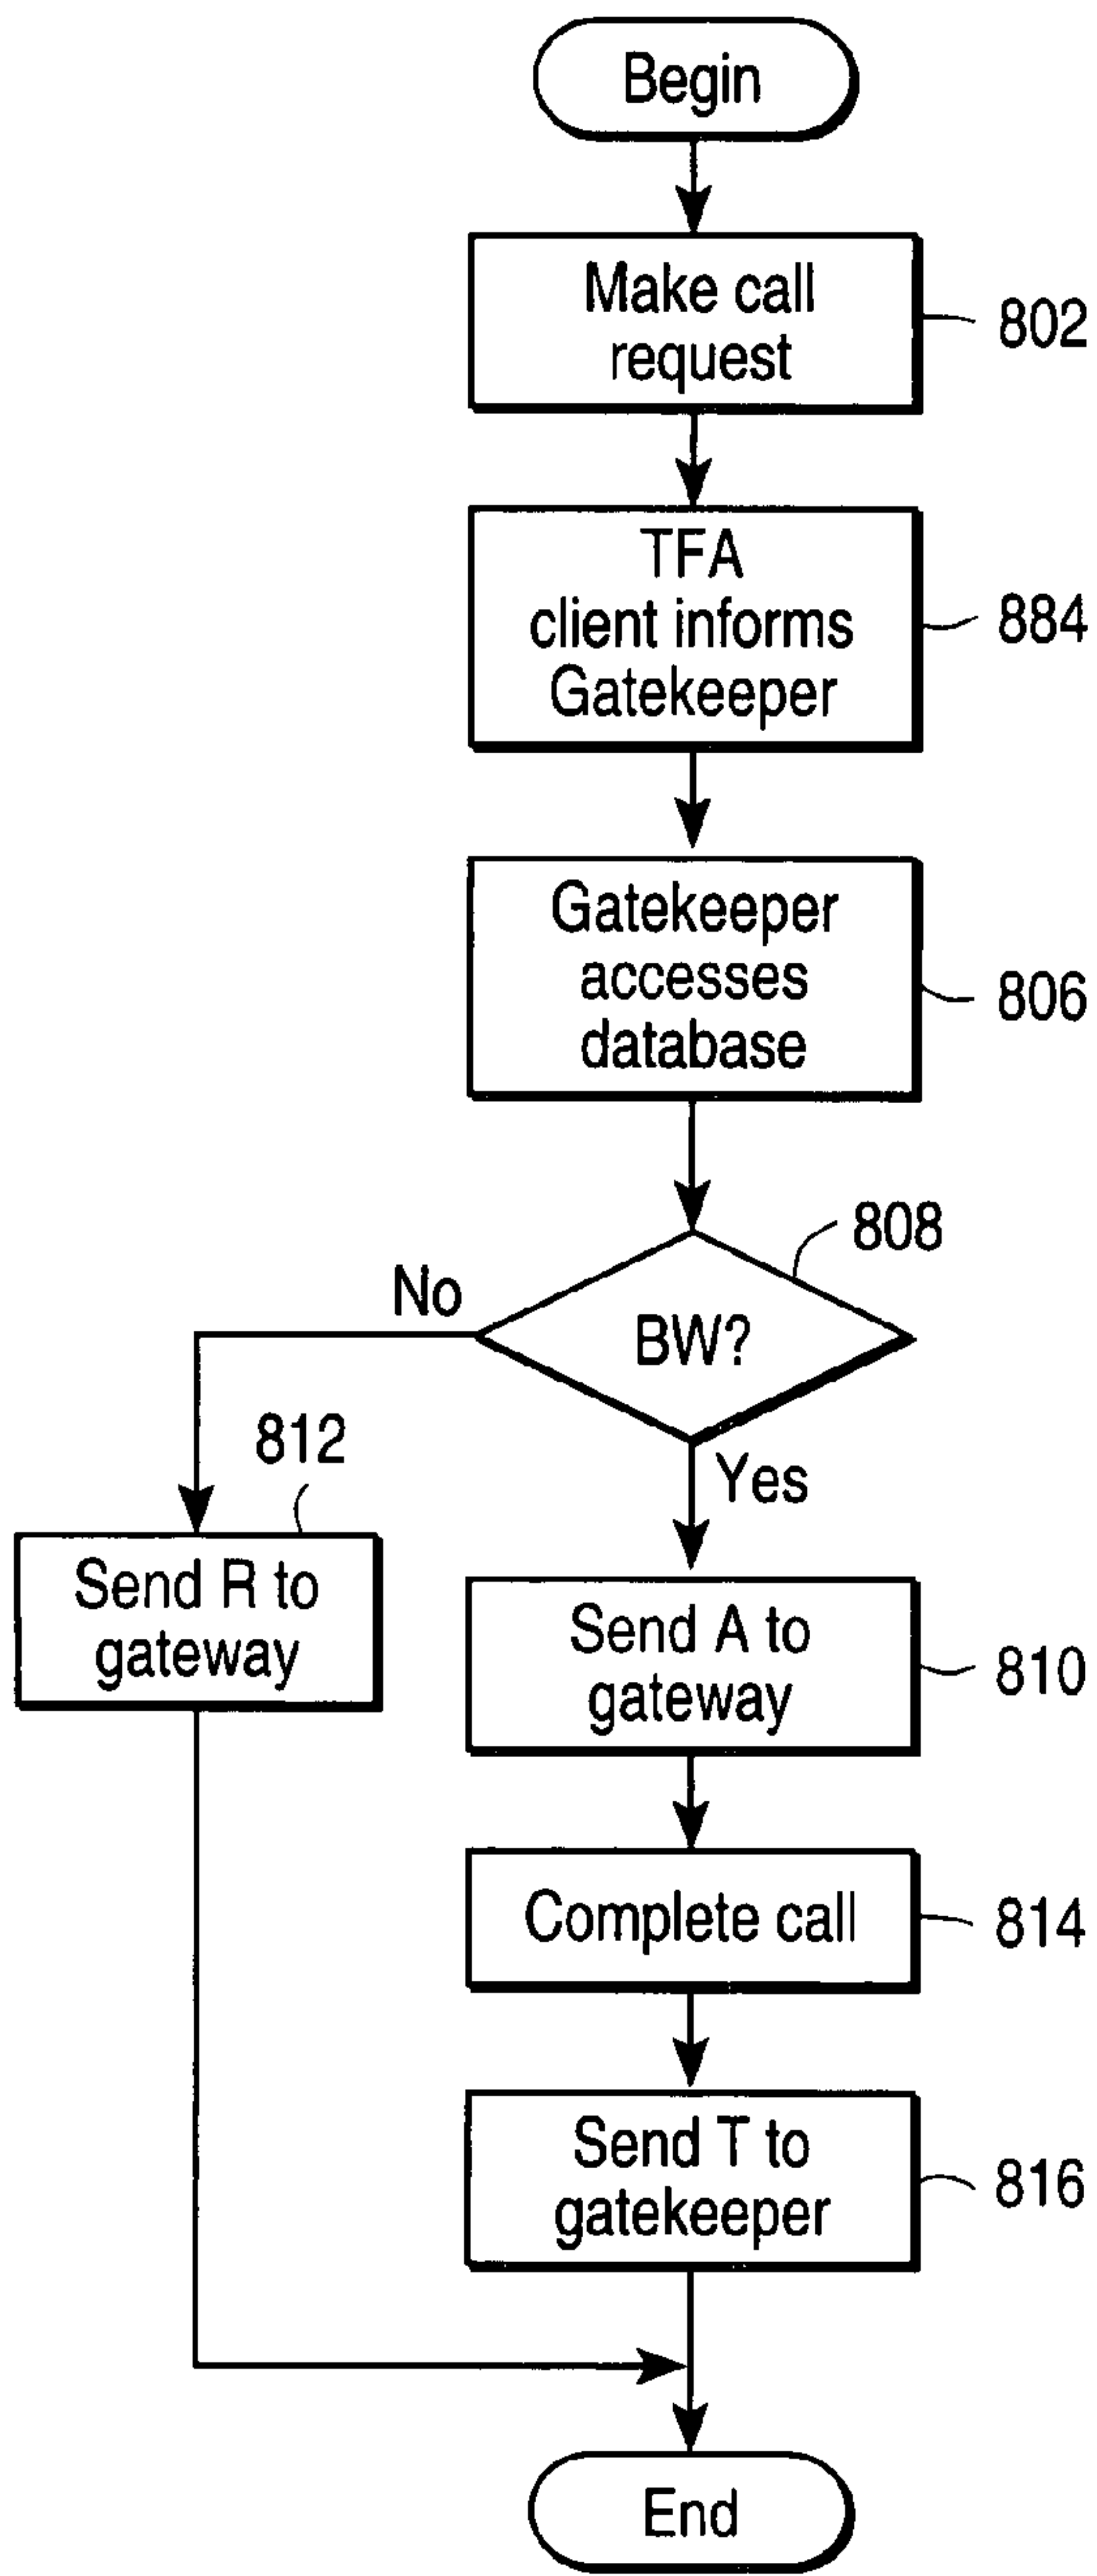 Begin
Make call
request
802
TFA
client informs
Gatekeeper
884
Gatekeeper
accesses
database
806
808
No
BW?
Yes
812
Send R to
gateway
Send A to
gateway
810
Complete call
814
Send T to
gatekeeper
816
End